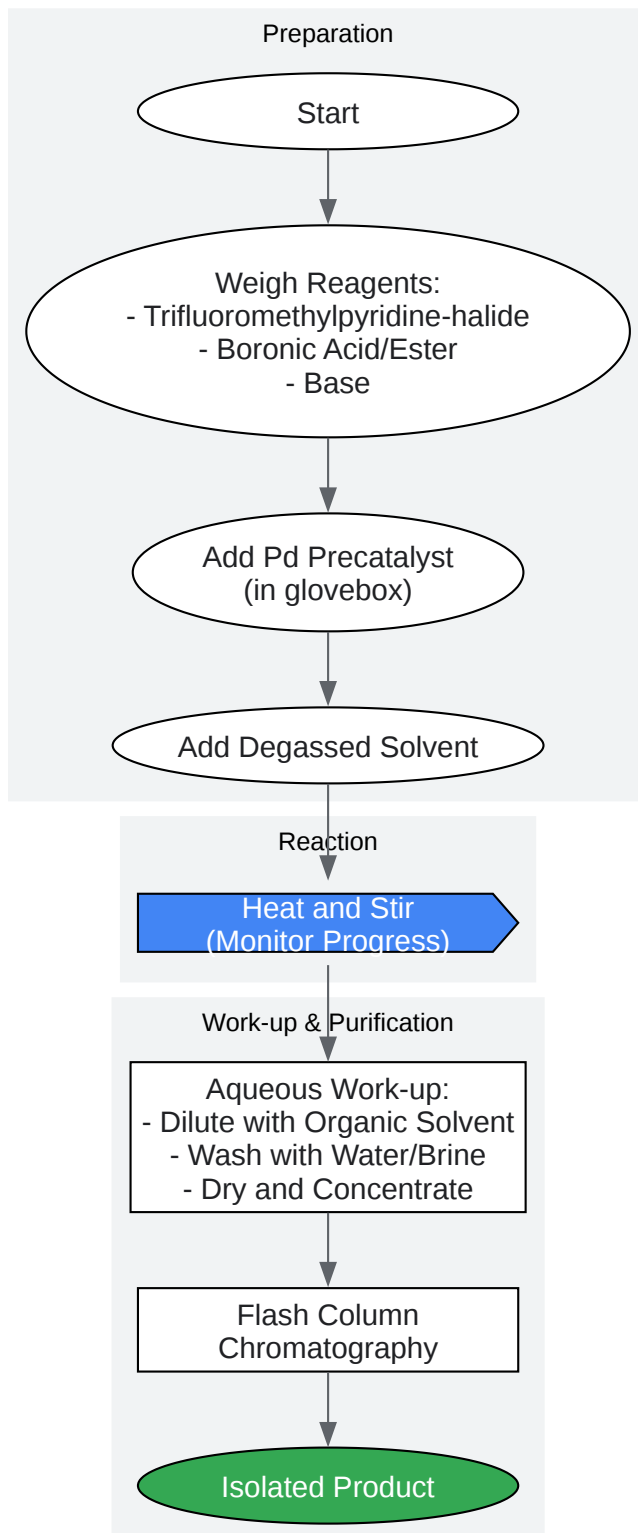 Preparation
Start
Weigh Reagents:
- Trifluoromethylpyridine-halide
- Boronic Acid/Ester
- Base
Add Pd Precatalyst
(in glovebox)
Add Degassed Solvent
Reaction
Heat and Stir
(Monitor Progress)
Work-up & Purification
Aqueous Work-up:
- Dilute with Organic Solvent
- Wash with Water/Brine
- Dry and Concentrate
Flash Column
Chromatography
Isolated Product